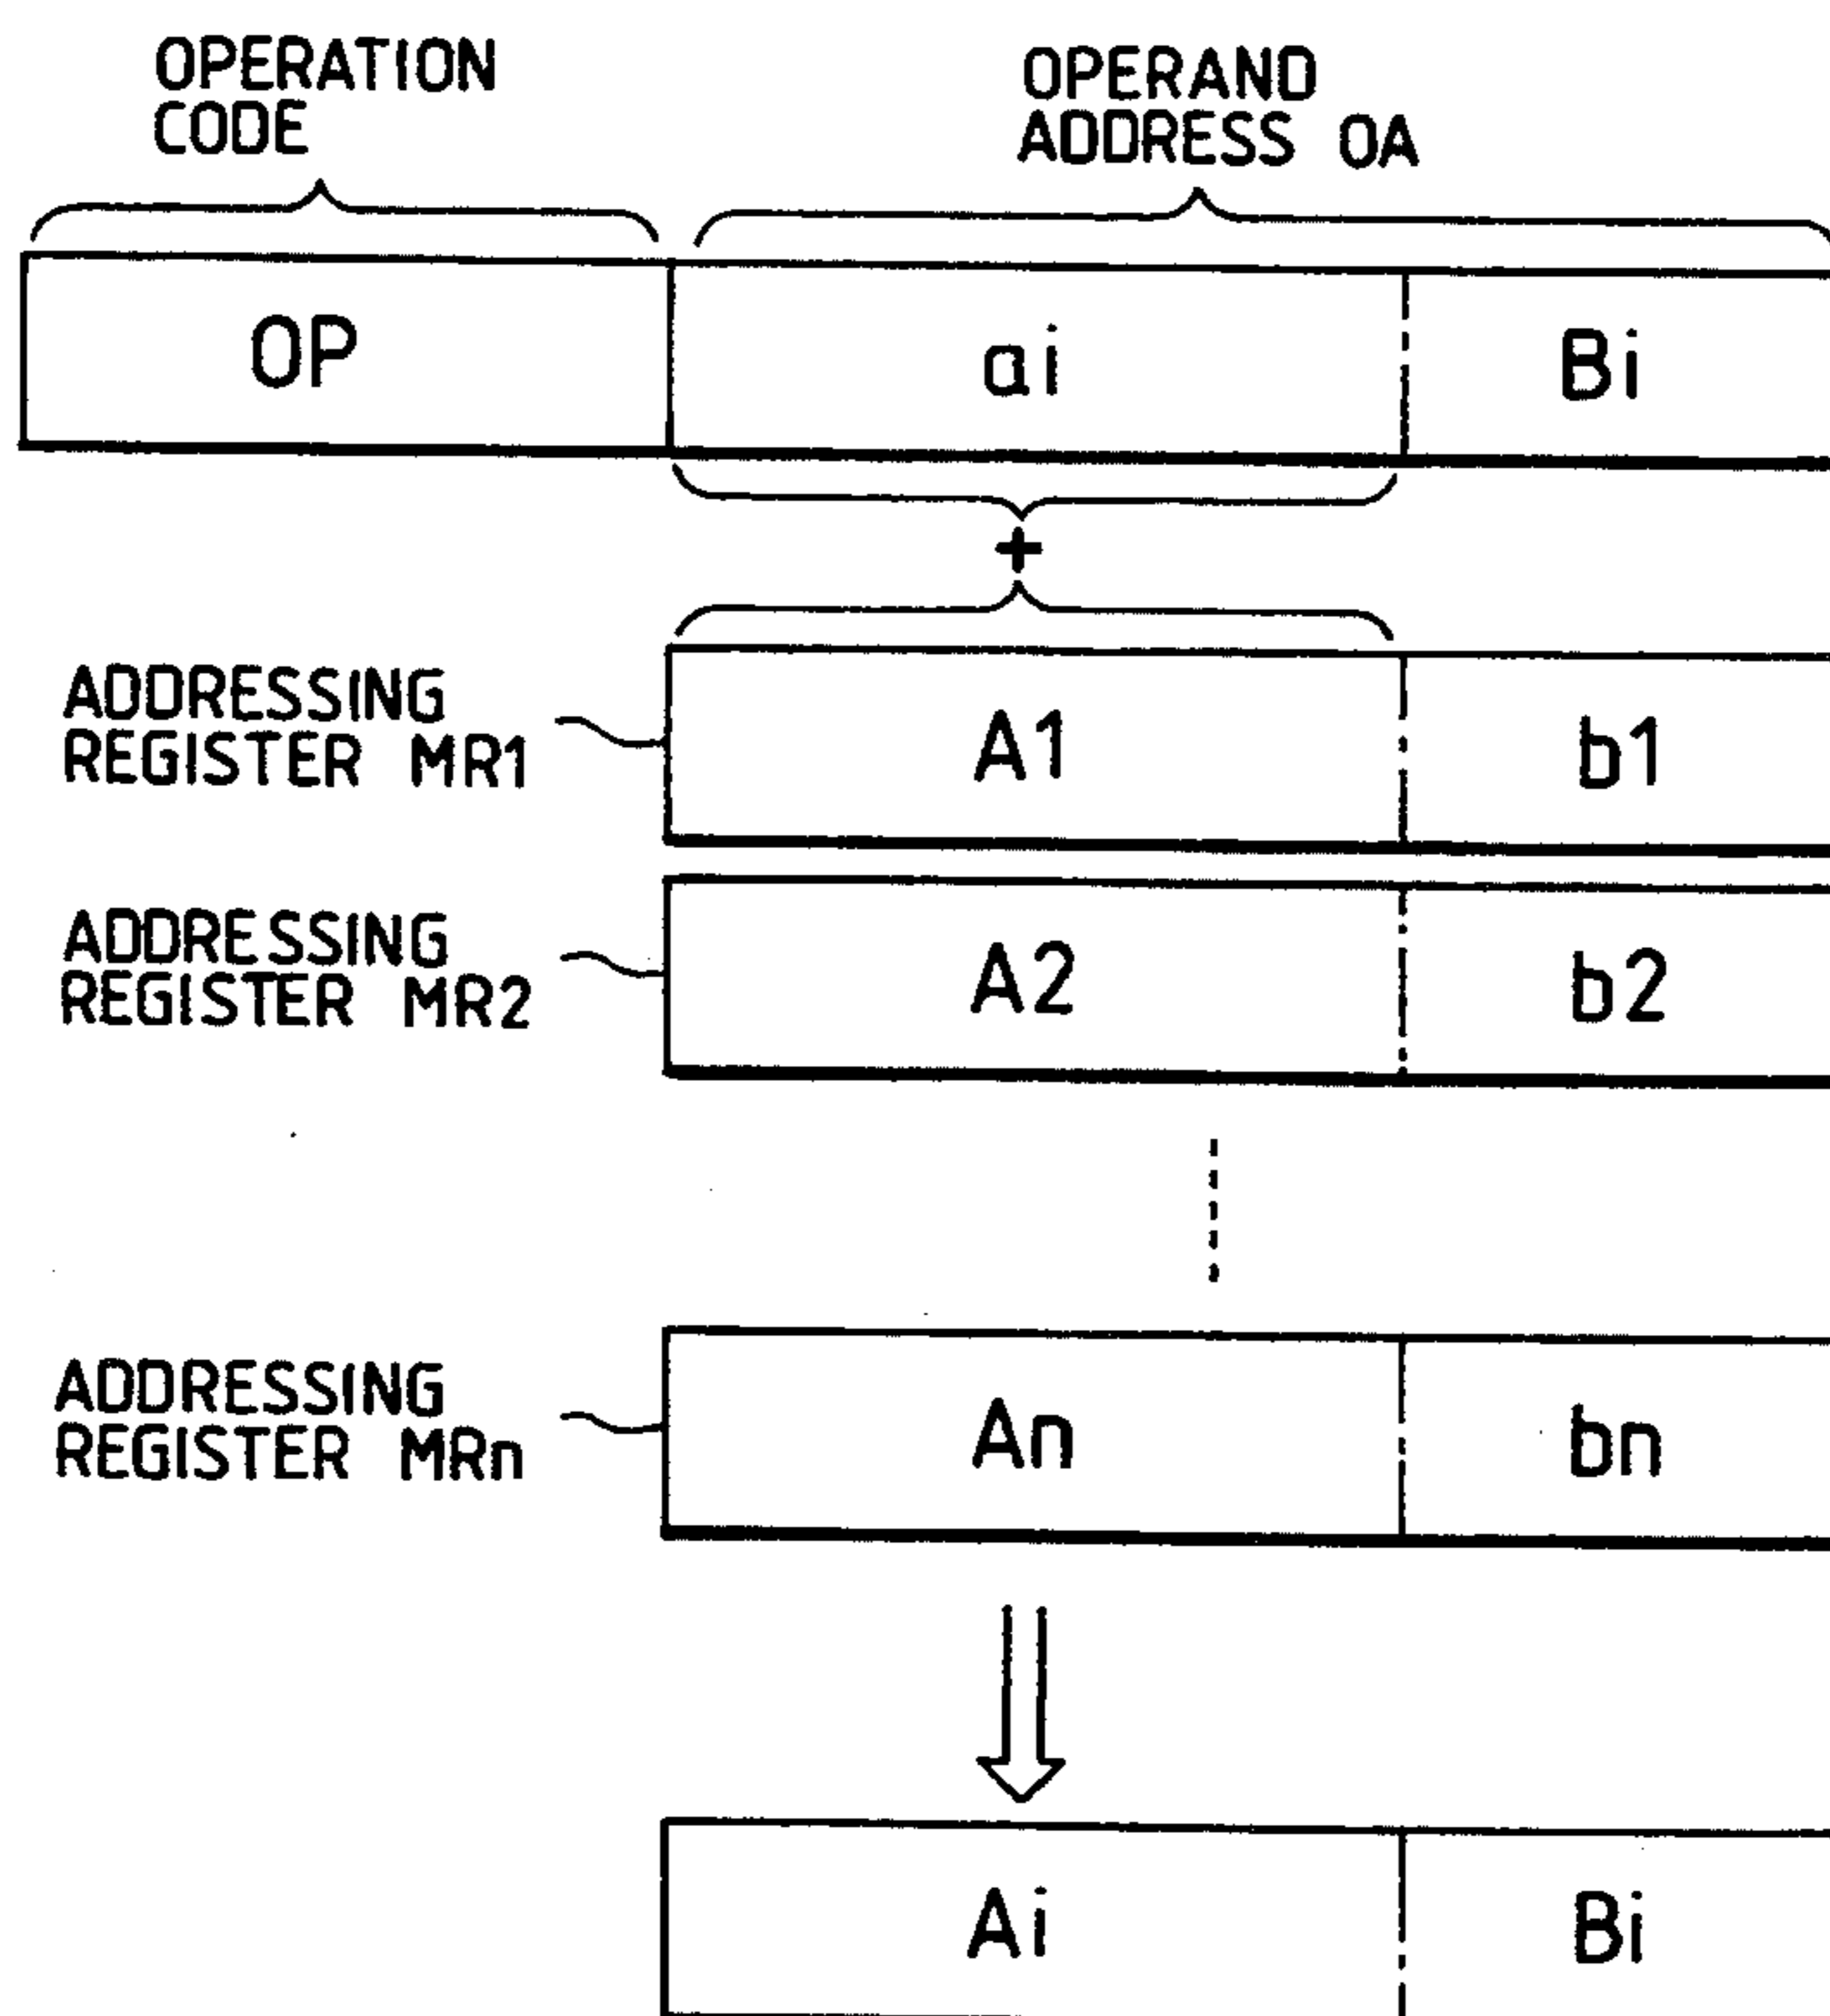 OPERATION
CODE
OPERAND
ADDRESS OA
OP ai Bi
+
ADDRESSING
REGISTER MR1
A1 b1
ADDRESSING
REGISTER MR2
A2 b2
ADDRESSING
REGISTER MRn
An bn
Ai Bi